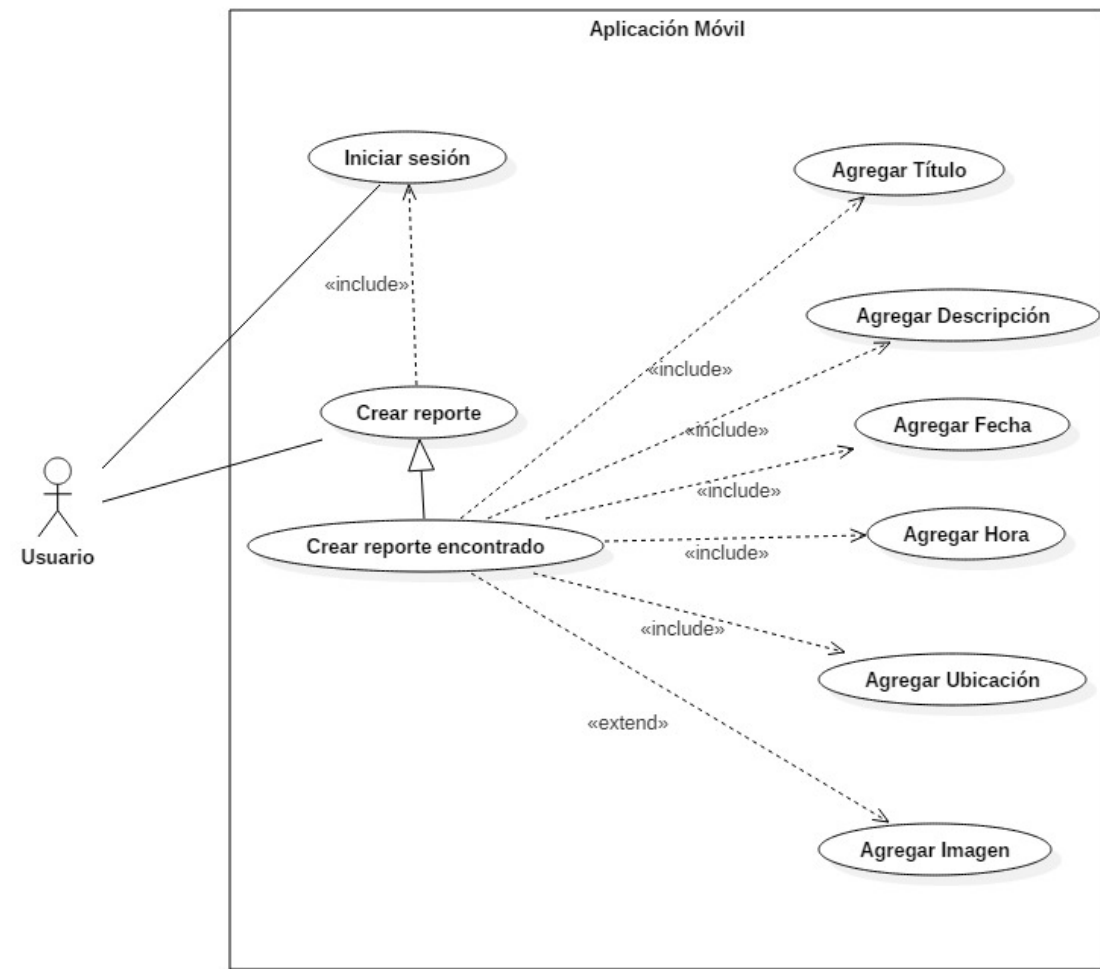 Aplicación Móvil
Iniciar sesión
Agregar Título
«include»
Agregar Descripción
«include»
Crear reporte
Agregar Fecha
«include»
«include»
Usuario
Crear reporte encontrado
Agregar Hora
«include»
«include»
Agregar Ubicación
«extend»
Agregar Imagen